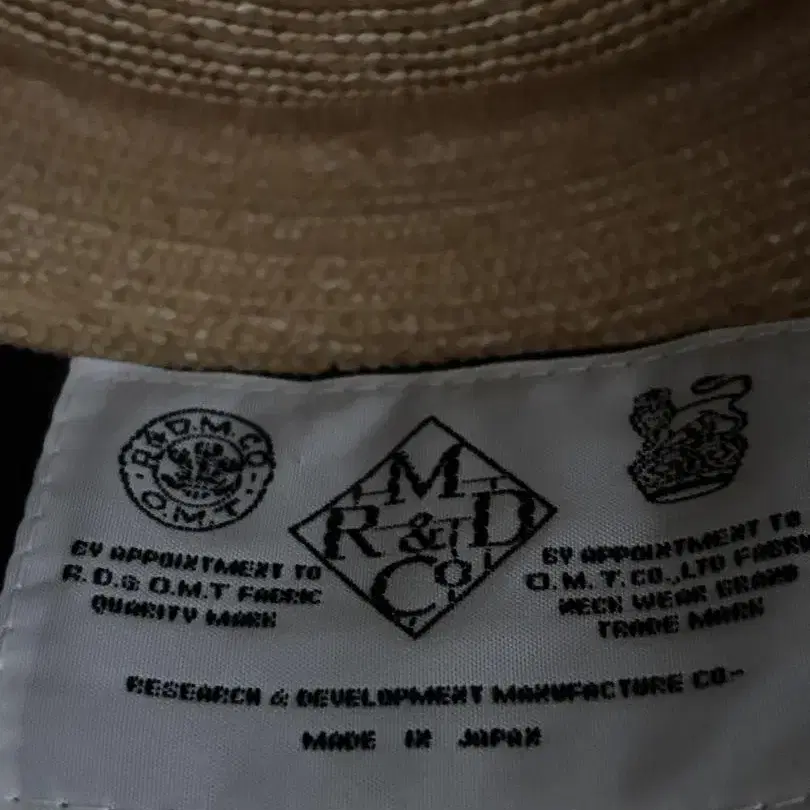 R.&D.M.CO
O.M.T.
BY APPOINTMENT TO
R.D.& O.M.T FABRIC
QUARITY MARK
M
R & D
Co.
BY APPOINTMENT TO
O.M.T.CO.,LTD FABRIC
NECK WEAR BRAND
TRADE MARK
RESEARCH & DEVELOPMENT MANUFACTURE CO-
MADE IN JAPAN